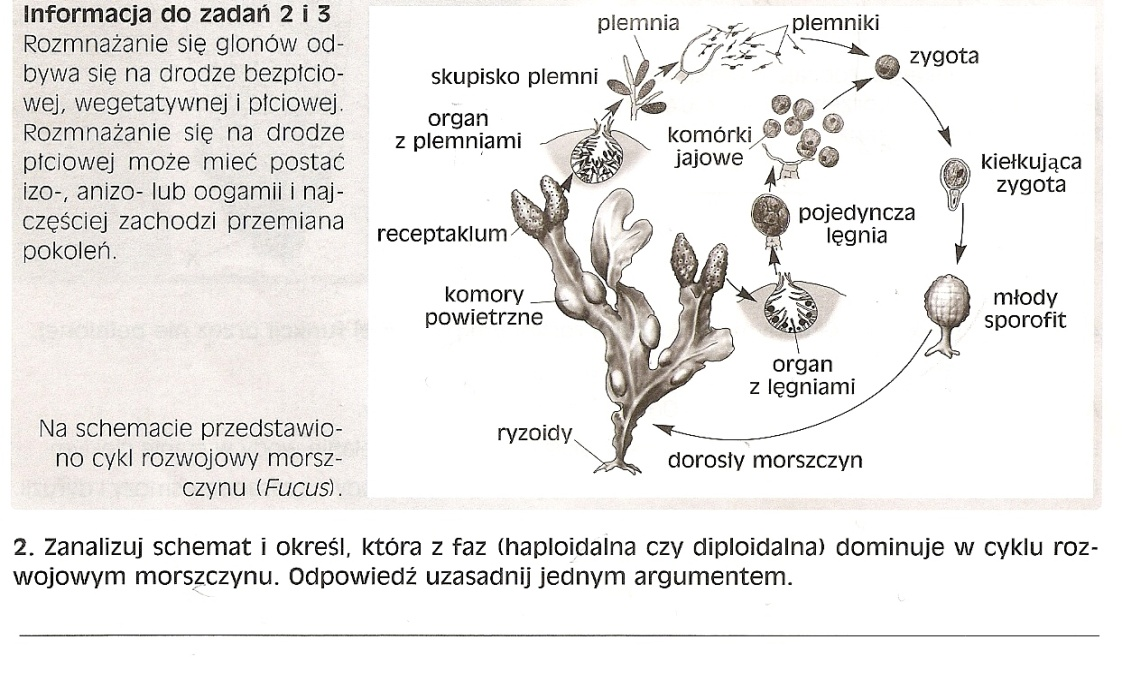 Informacja do zadań 2 i 3
Rozmnażanie się glonów od-
bywa się na drodze bezpłcio-
wej, wegetatywnej i płciowej.
Rozmnażanie się na drodze
płciowej może mieć postać
izo-, anizo- lub oogamii i naj-
częściej zachodzi przemiana
pokoleń.
Na schemacie przedstawio-
no cykl rozwojowy morsz-
czynu (Fucus).
plemnia
plemniki
zygota
skupisko plemni
organ
z plemniami
komórki
jajowe
kiełkująca
zygota
receptaklum
pojedyncza
lęgnia
komory
powietrzne
młody
sporofit
organ
z lęgniami
ryzoidy
dorosły morszczyn
2. Zanalizuj schemat i określ, która z faz (haploidalna czy diploidalna) dominuje w cyklu roz-
wojowym morszczynu. Odpowiedź uzasadnij jednym argumentem.